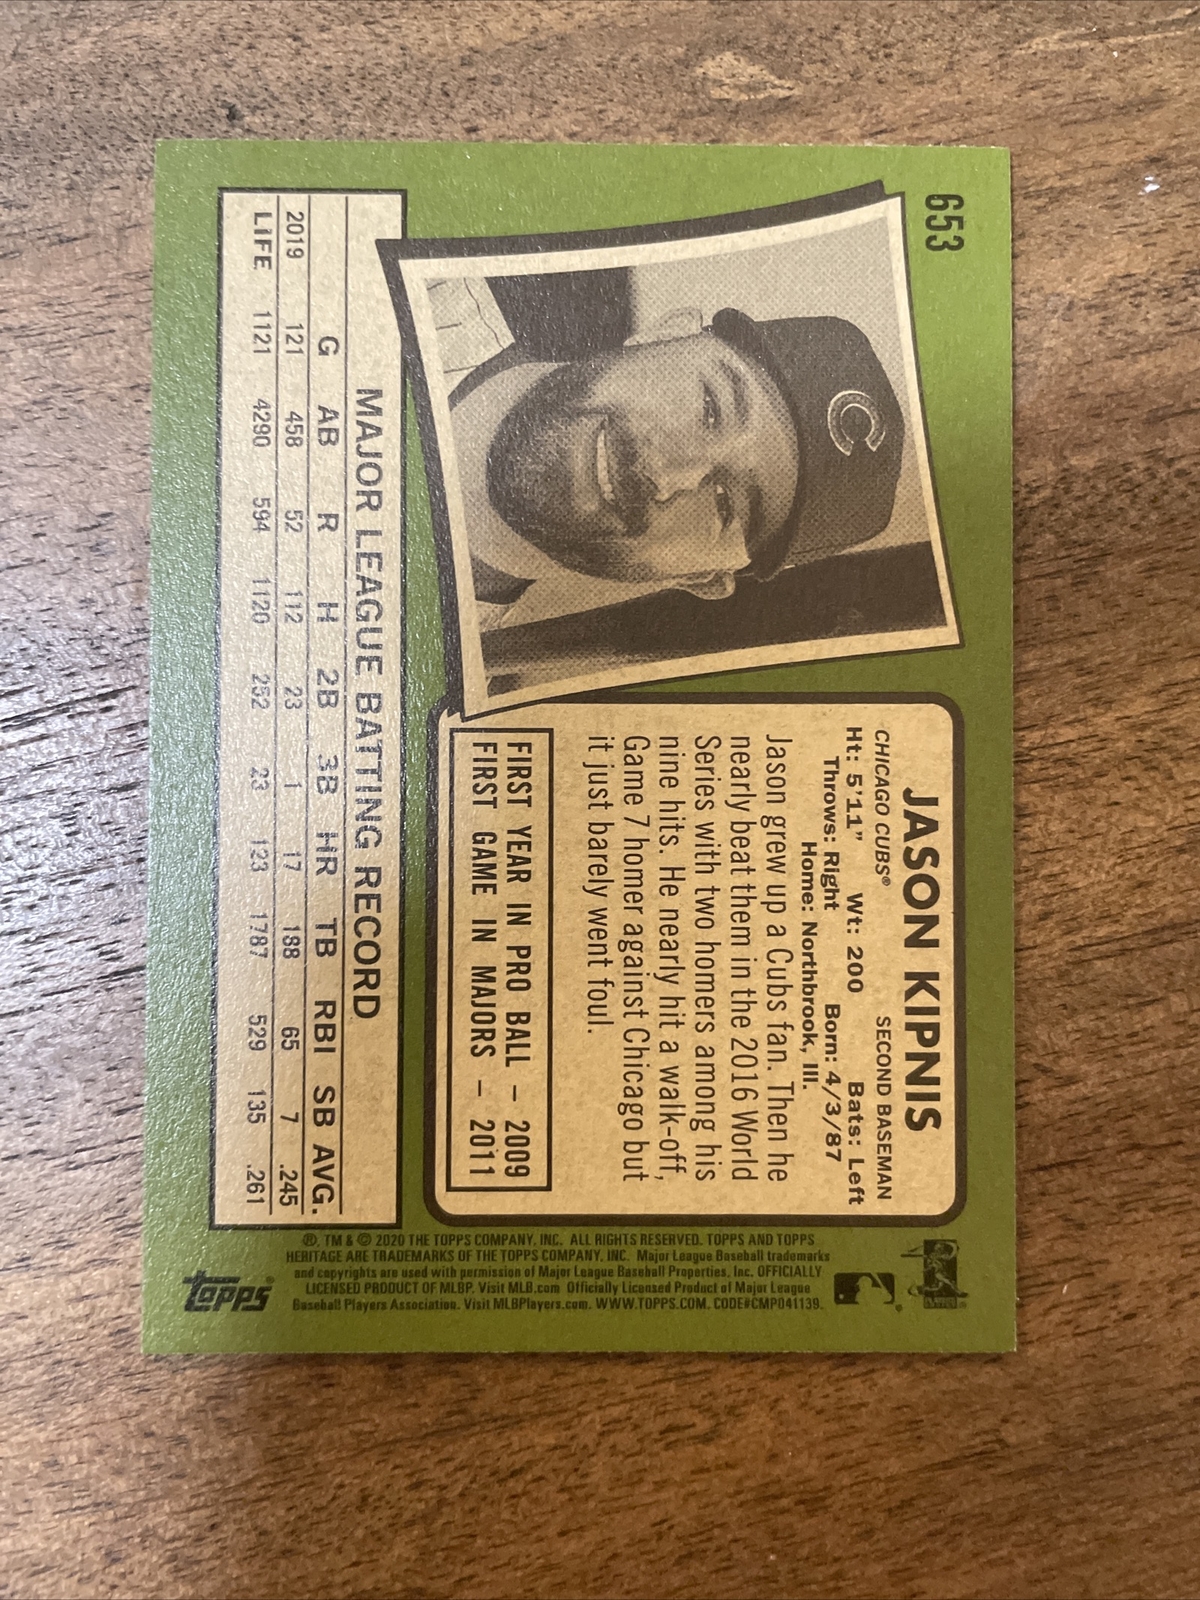 653
JASON KIPNIS
CHICAGO CUBS® SECOND BASEMAN
Ht: 5'11" Wt: 200 Bats: Left
Throws: Right Born: 4/3/87
Home: Northbrook, Ill.
Jason grew up a Cubs fan. Then he
nearly beat them in the 2016 World
Series with two homers among his
nine hits. He nearly hit a walk-off,
Game 7 homer against Chicago but
it just barely went foul.
FIRST YEAR IN PRO BALL – 2009
FIRST GAME IN MAJORS – 2011
C
MAJOR LEAGUE BATTING RECORD
G AB R H 2B 3B HR TB RBI SB AVG.
2019 121 458 52 112 23 1 17 188 65 7 .245
LIFE 1121 4290 594 1120 252 23 123 1787 529 135 .261
®, TM & © 2020 THE TOPPS COMPANY, INC. ALL RIGHTS RESERVED. TOPPS AND TOPPS
HERITAGE ARE TRADEMARKS OF THE TOPPS COMPANY, INC. Major League Baseball trademarks
and copyrights are used with permission of Major League Baseball Properties, Inc. OFFICIALLY
LICENSED PRODUCT OF MLBP. Visit MLB.com Officially Licensed Product of Major League
Baseball Players Association. Visit MLBPlayers.com. WWW.TOPPS.COM. CODE#CMP041139.
topps®